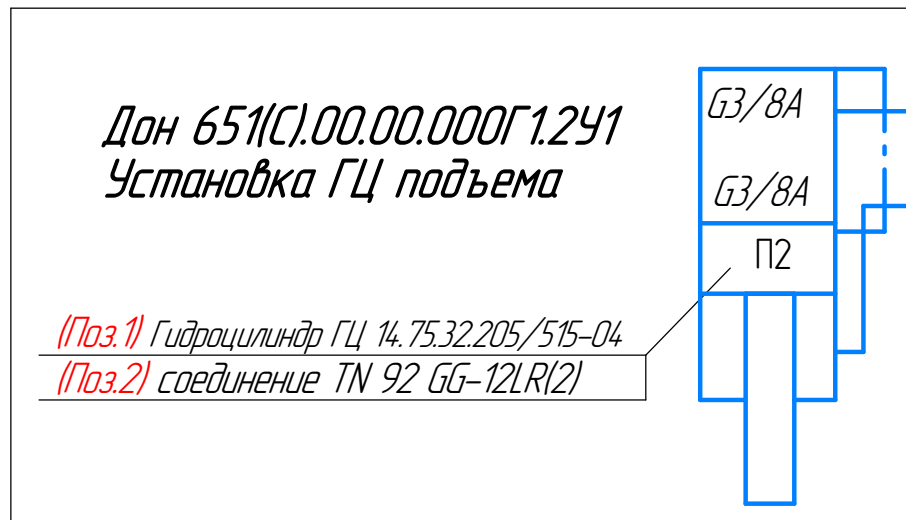 Дон 651(С).00.00.000Г1.2У1
Установка ГЦ подъема
G3/8A
G3/8A
П2
(Поз.1) Гидроцилиндр ГЦ 14.75.32.205/515-04
(Поз.2) соединение TN 92 GG-12LR(2)